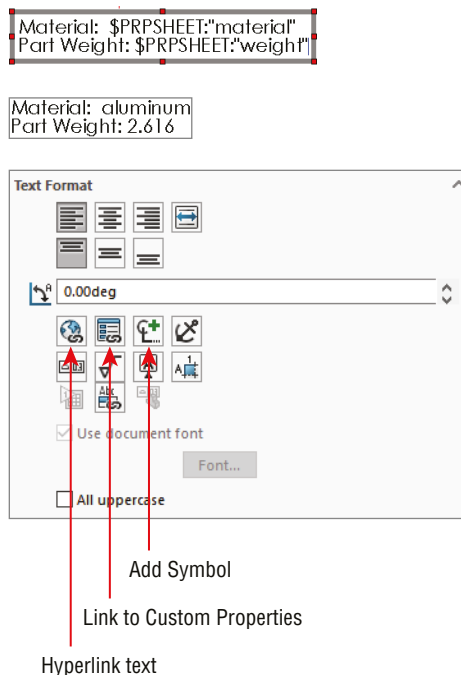 Material:  $PRPSHEET:"material"
Part Weight: $PRPSHEET:"weight"
Material:  aluminum
Part Weight: 2.616
Text Format
0.00deg
Use document font
Font...
All uppercase
Add Symbol
Link to Custom Properties
Hyperlink text